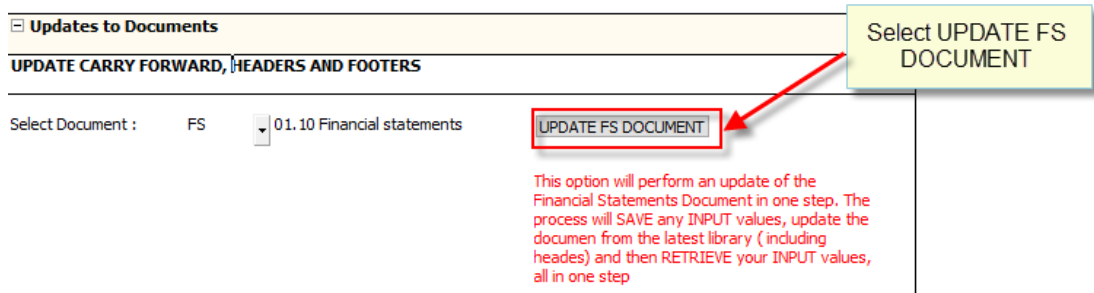 Updates to Documents
Select UPDATE FS
DOCUMENT
UPDATE CARRY FORWARD, HEADERS AND FOOTERS
Select Document : FS 01.10 Financial statements UPDATE FS DOCUMENT
This option will perform an update of the
Financial Statements Document in one step. The
process will SAVE any INPUT values, update the
documen from the latest library ( including
heades) and then RETRIEVE your INPUT values,
all in one step